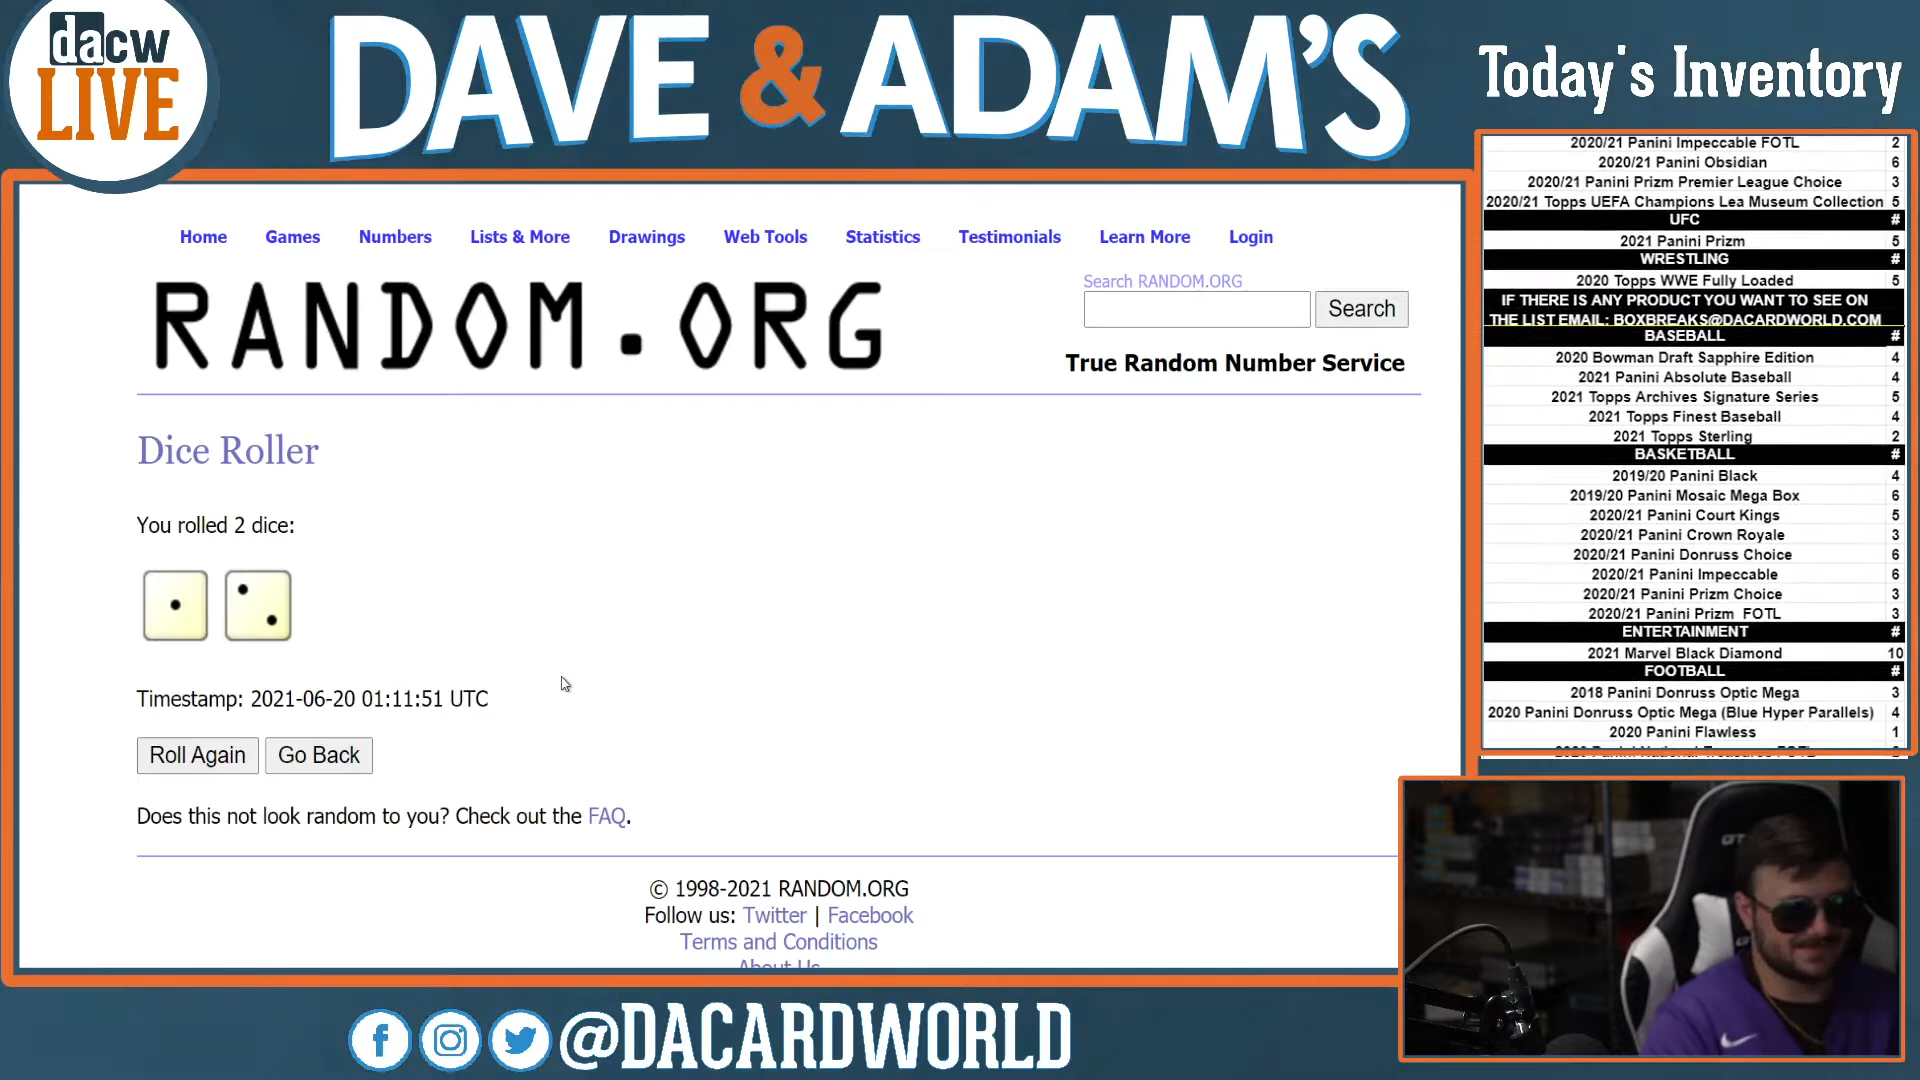 dacw
LIVE
DAVE & ADAM'S
Today's Inventory
Home Games Numbers Lists & More Drawings Web Tools Statistics Testimonials Learn More Login
RANDOM.ORG
Search RANDOM.ORG
Search
True Random Number Service
Dice Roller
You rolled 2 dice:
Timestamp: 2021-06-20 01:11:51 UTC
Roll Again Go Back
Does this not look random to you? Check out the FAQ.
© 1998-2021 RANDOM.ORG
Follow us: Twitter | Facebook
Terms and Conditions
About Us
2020/21 Panini Impeccable FOTL 2
2020/21 Panini Obsidian 6
2020/21 Panini Prizm Premier League Choice 3
2020/21 Topps UEFA Champions Lea Museum Collection 5
UFC #
2021 Panini Prizm 5
WRESTLING #
2020 Topps WWE Fully Loaded 5
IF THERE IS ANY PRODUCT YOU WANT TO SEE ON
THE LIST EMAIL: BOXBREAKS@DACARDWORLD.COM
BASEBALL #
2020 Bowman Draft Sapphire Edition 4
2021 Panini Absolute Baseball 4
2021 Topps Archives Signature Series 5
2021 Topps Finest Baseball 4
2021 Topps Sterling 2
BASKETBALL #
2019/20 Panini Black 4
2019/20 Panini Mosaic Mega Box 6
2020/21 Panini Court Kings 5
2020/21 Panini Crown Royale 3
2020/21 Panini Donruss Choice 6
2020/21 Panini Impeccable 6
2020/21 Panini Prizm Choice 3
2020/21 Panini Prizm FOTL 3
ENTERTAINMENT #
2021 Marvel Black Diamond 10
FOOTBALL #
2018 Panini Donruss Optic Mega 3
2020 Panini Donruss Optic Mega (Blue Hyper Parallels) 4
2020 Panini Flawless 1
@DACARDWORLD